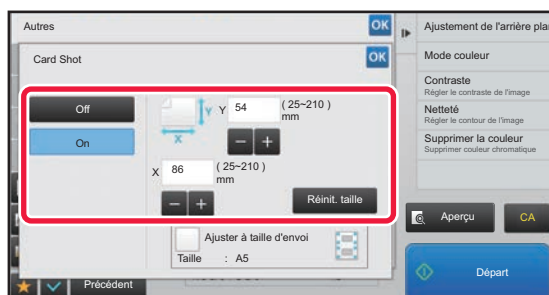 Autres
OK
Card Shot
OK
Off
On
Y
X
Y 54 (25~210)
mm
X 86 (25~210)
mm
Réinit. taille
Ajuster à taille d'envoi
Taille : A5
Précédent
Ajustement de l'arrière pla
Mode couleur
Contraste
Régler le contraste de l'image
Netteté
Régler le contour de l'image
Supprimer la couleur
Supprimer couleur chromatique
Aperçu
CA
Départ